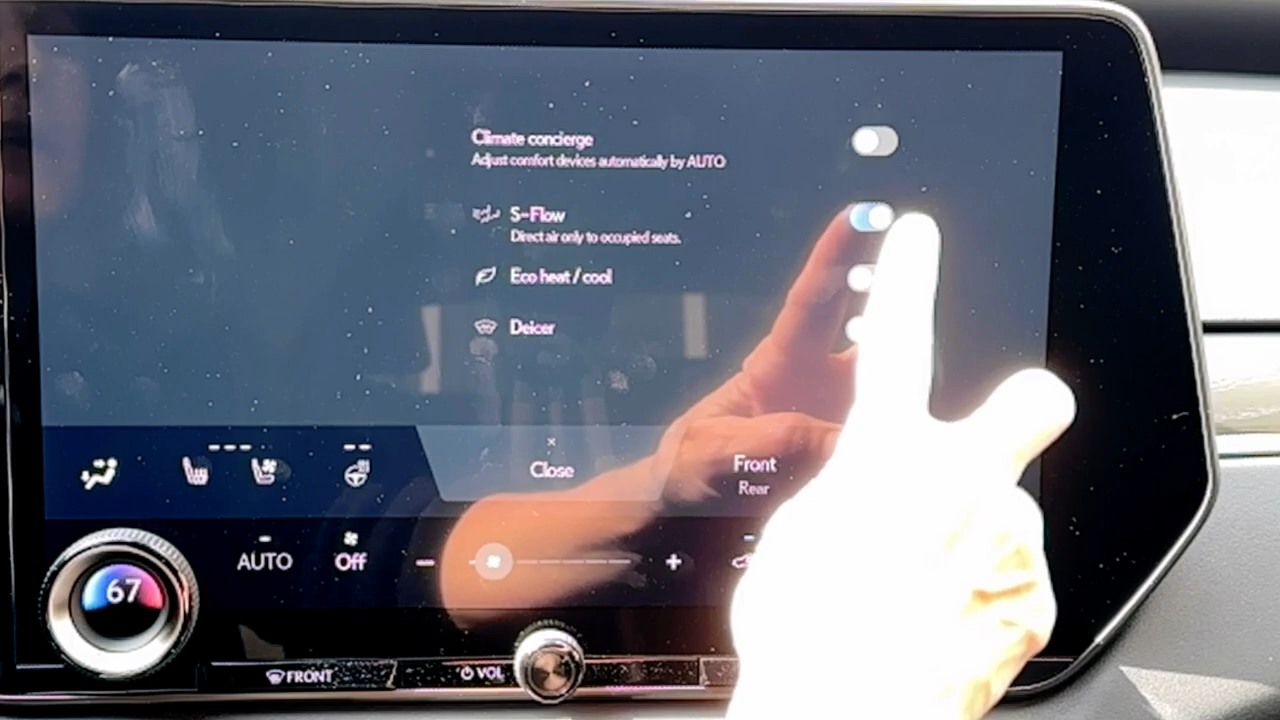 Climate concierge
Adjust comfort devices automatically by AUTO
S-Flow
Direct air only to occupied seats.
Eco heat / cool
Deicer
× Close
Front
Rear
AUTO
Off
67
FRONT
VOL